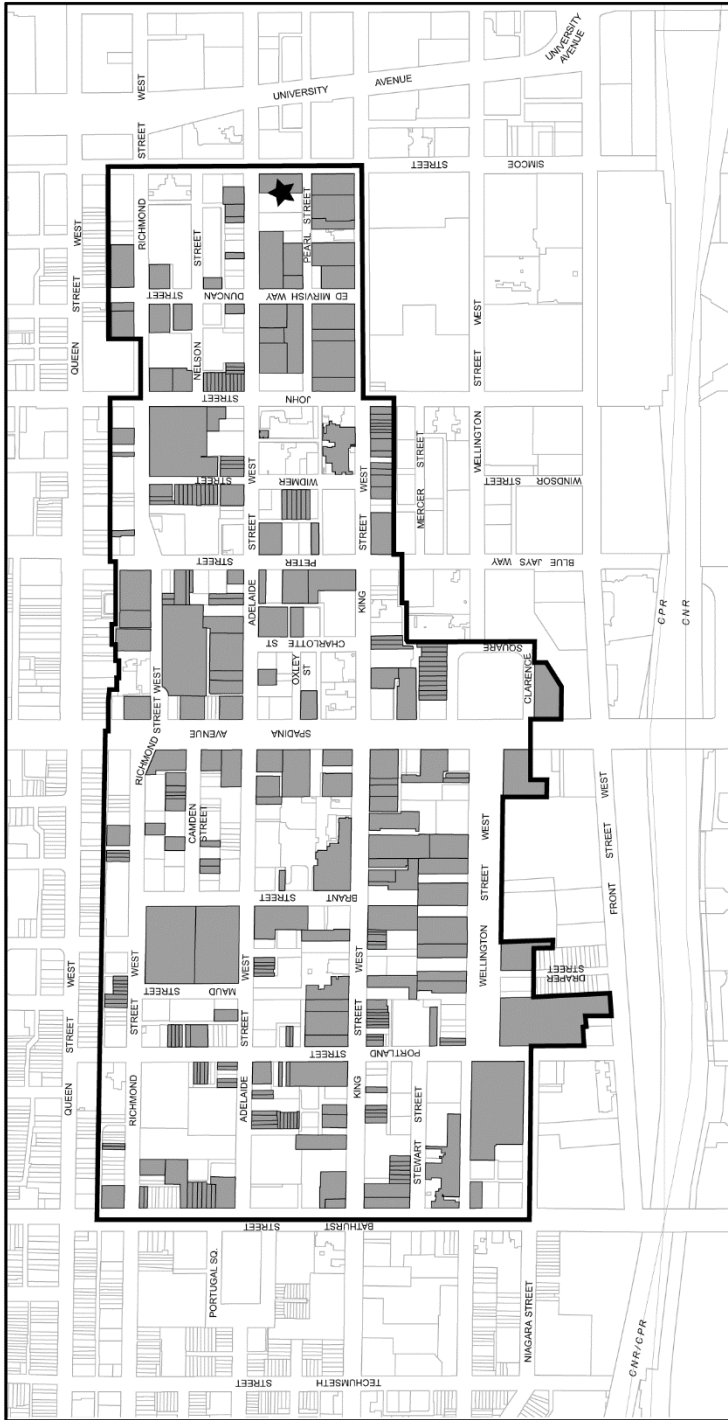 UNIVERSITY
AVENUE
UNIVERSITY AVENUE
SIMCOE STREET
QUEEN STREET WEST
RICHMOND STREET WEST
NELSON STREET
DUNCAN STREET
PEARL STREET
ED MIRVISH WAY
JOHN STREET
ADELAIDE STREET WEST
WIDMER STREET
KING STREET WEST
MERCER STREET
WELLINGTON STREET WEST
WINDSOR STREET
PETER STREET
BLUE JAYS WAY
CHARLOTTE
ST
OXLEY
ST
CLARENCE SQUARE
CPR
CNR
RICHMOND STREET WEST
SPADINA AVENUE
CAMDEN
STREET
BRANT STREET
MAUD STREET
WELLINGTON STREET WEST
FRONT STREET WEST
DRAPER
STREET
QUEEN STREET WEST
RICHMOND STREET WEST
ADELAIDE STREET WEST
KING STREET WEST
PORTLAND STREET
STEWART STREET
BATHURST STREET
PORTUGAL SQ.
NIAGARA STREET
TECHUMSETH STREET
CNR/CPR